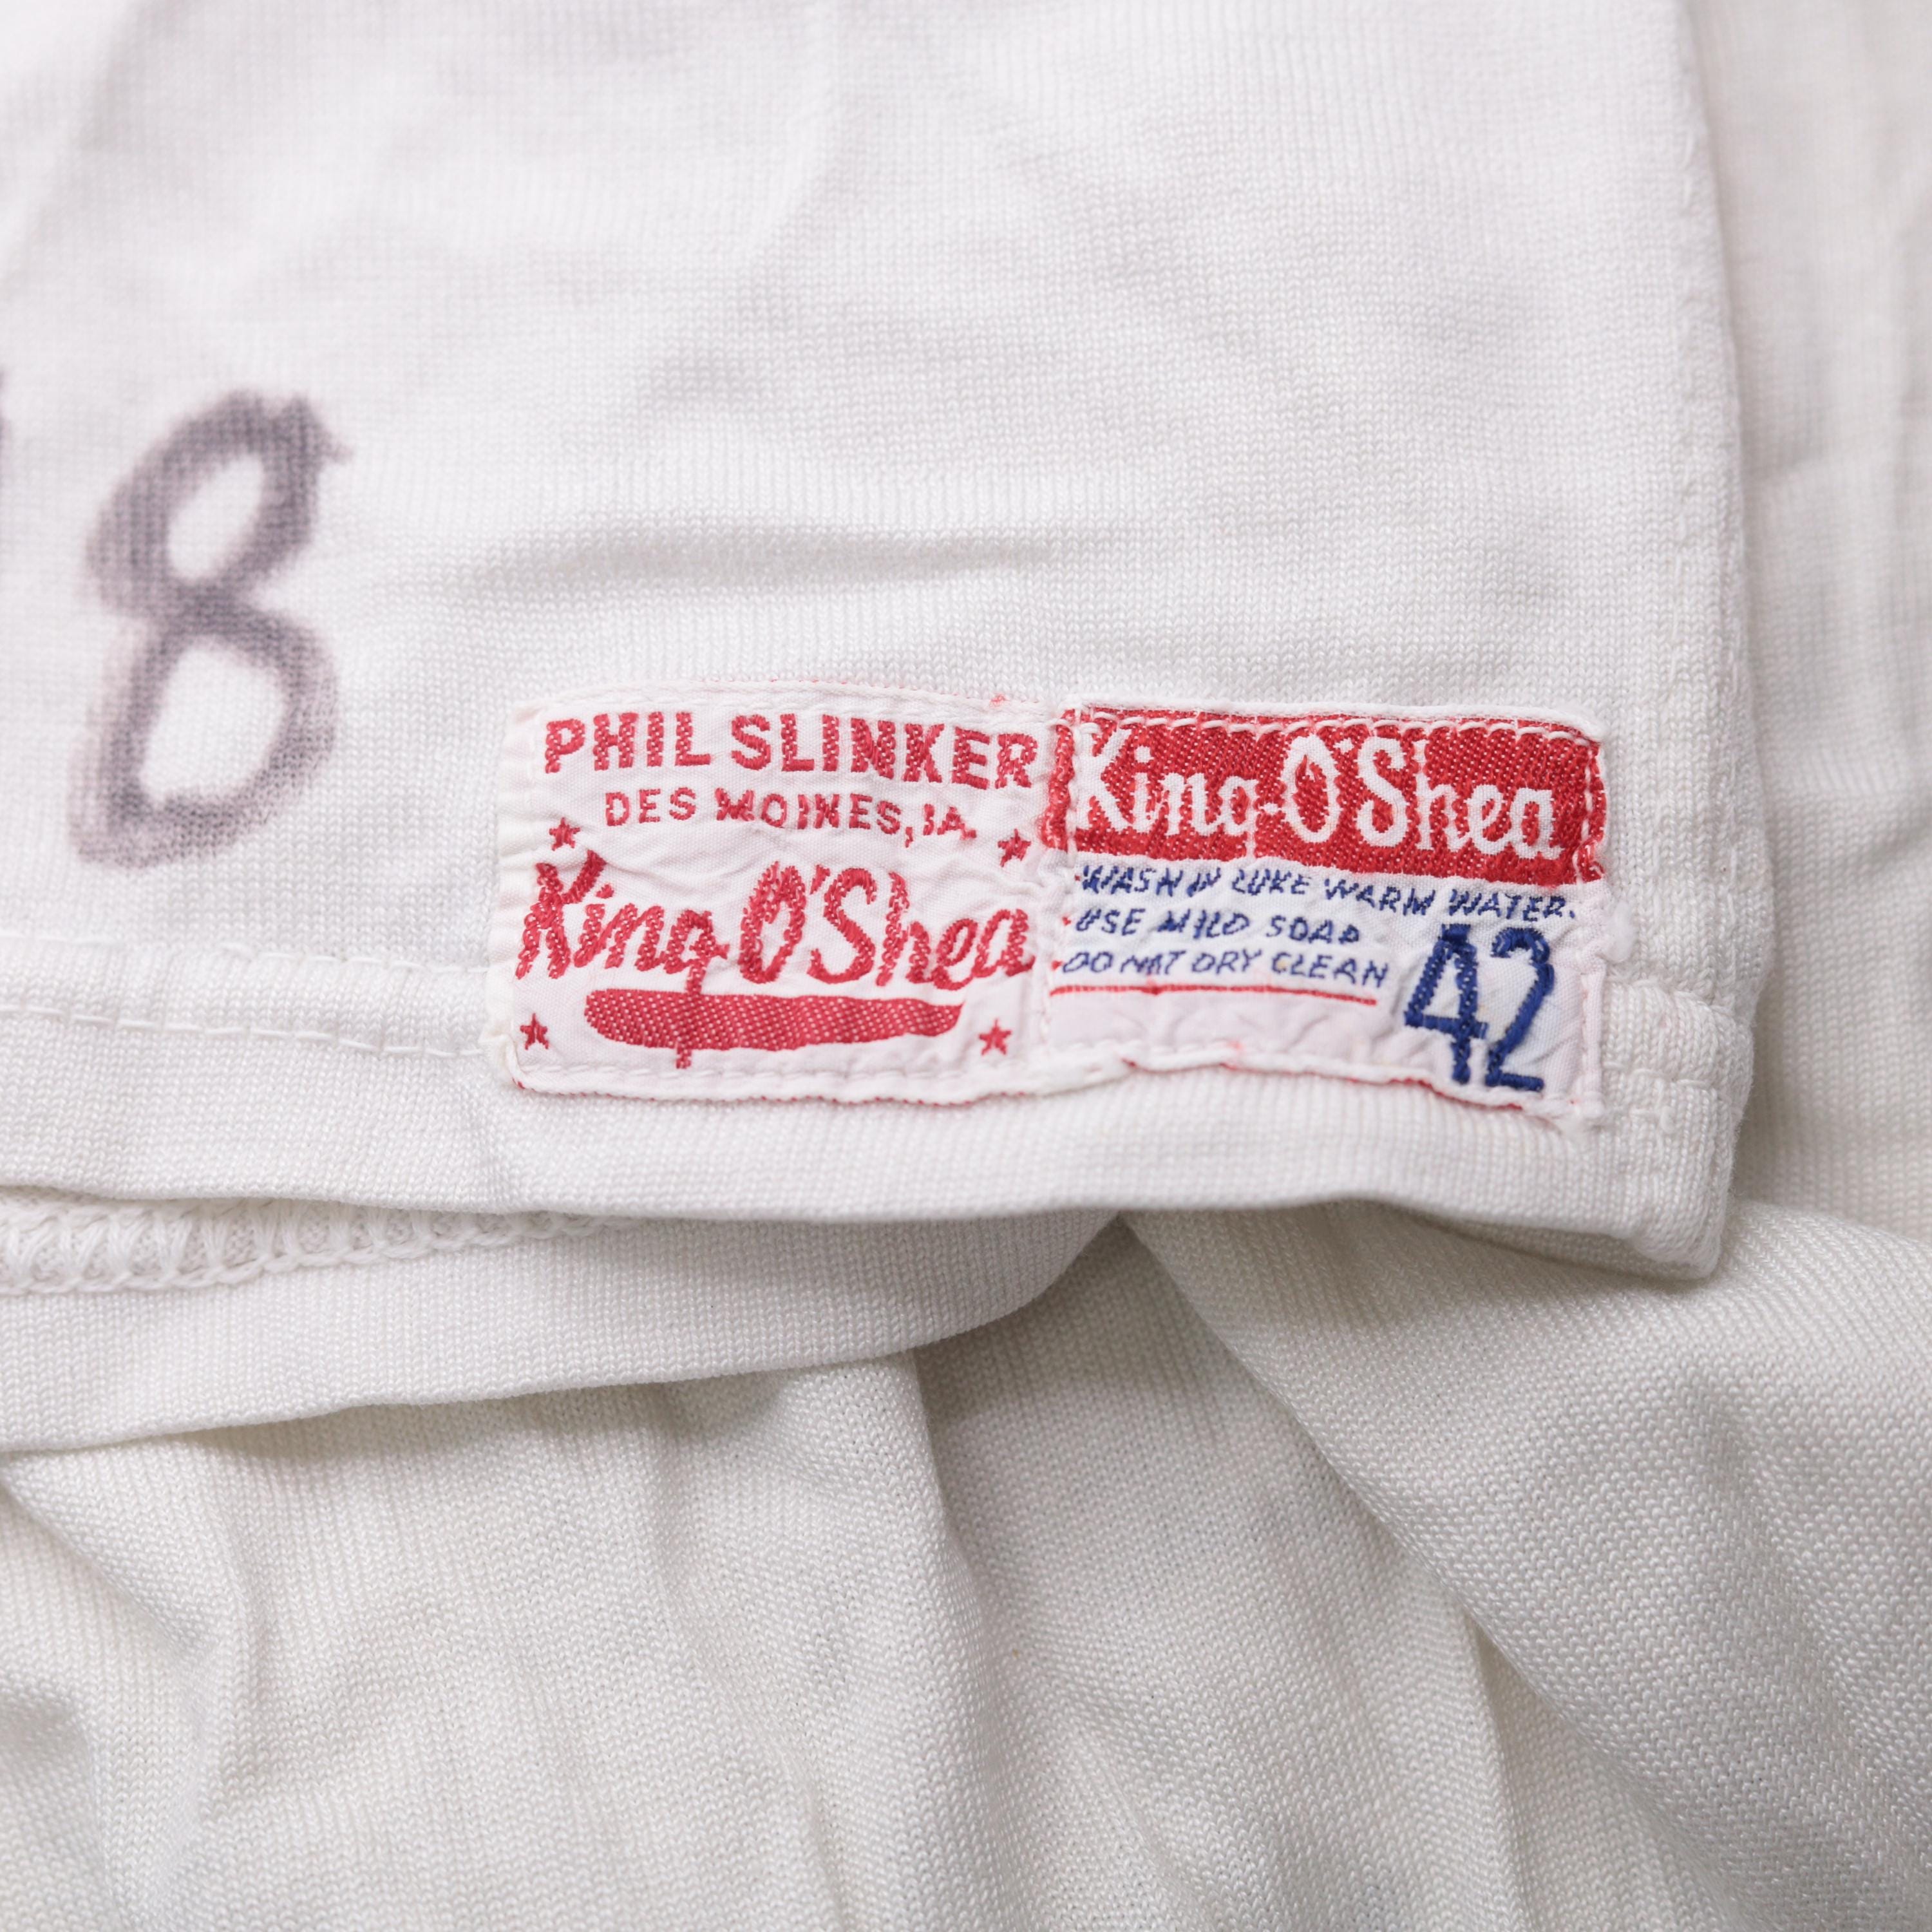 8
PHIL SLINKER
DES MOINES, IA.
King-O'Shea
King-O'Shea
WASH IN LUKE WARM WATER.
USE MILD SOAP
DO NOT DRY CLEAN
42